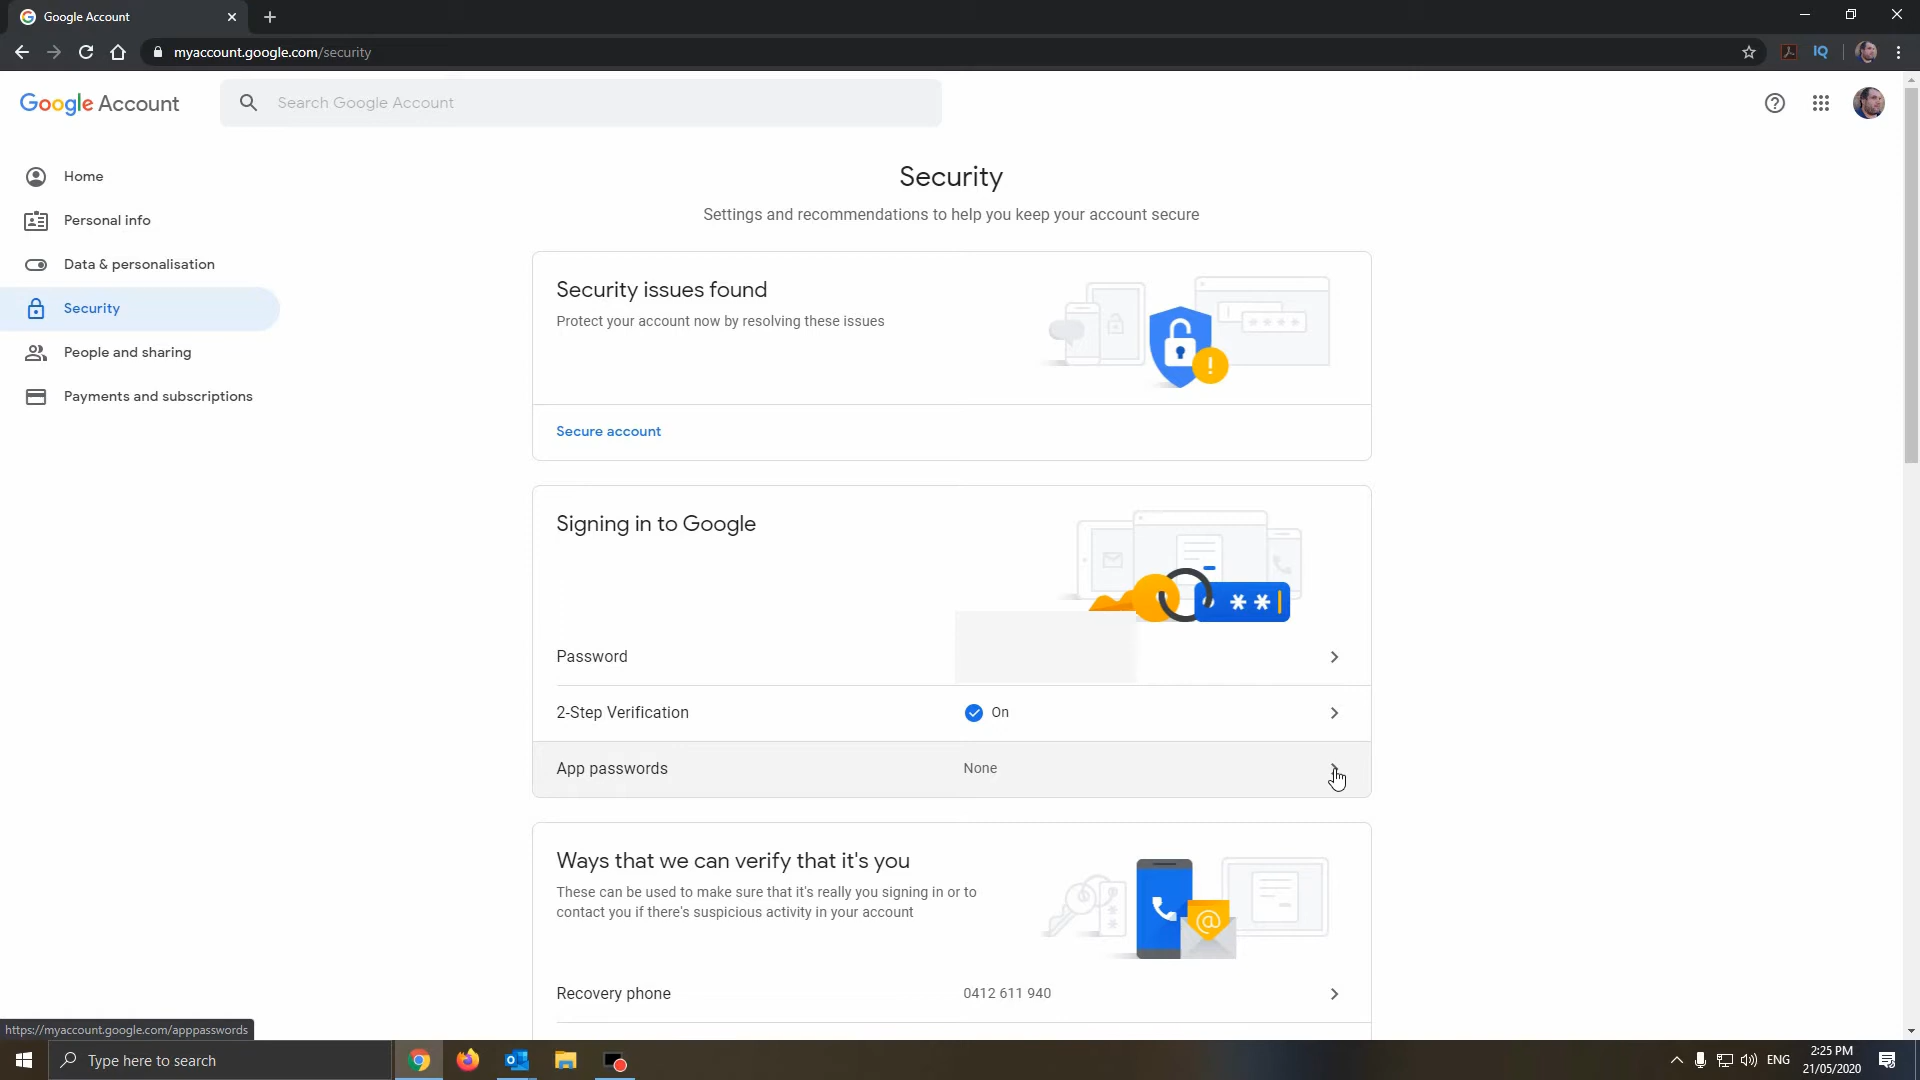 Google Account
myaccount.google.com/security
IQ
Google Account
Search Google Account
Home
Personal info
Data & personalisation
Security
People and sharing
Payments and subscriptions
Security
Settings and recommendations to help you keep your account secure
Security issues found
Protect your account now by resolving these issues
Secure account
Signing in to Google
Password
2-Step Verification
On
App passwords
None
Ways that we can verify that it's you
These can be used to make sure that it's really you signing in or to
contact you if there's suspicious activity in your account
Recovery phone
0412 611 940
https://myaccount.google.com/apppasswords
Type here to search
ENG
2:25 PM
21/05/2020